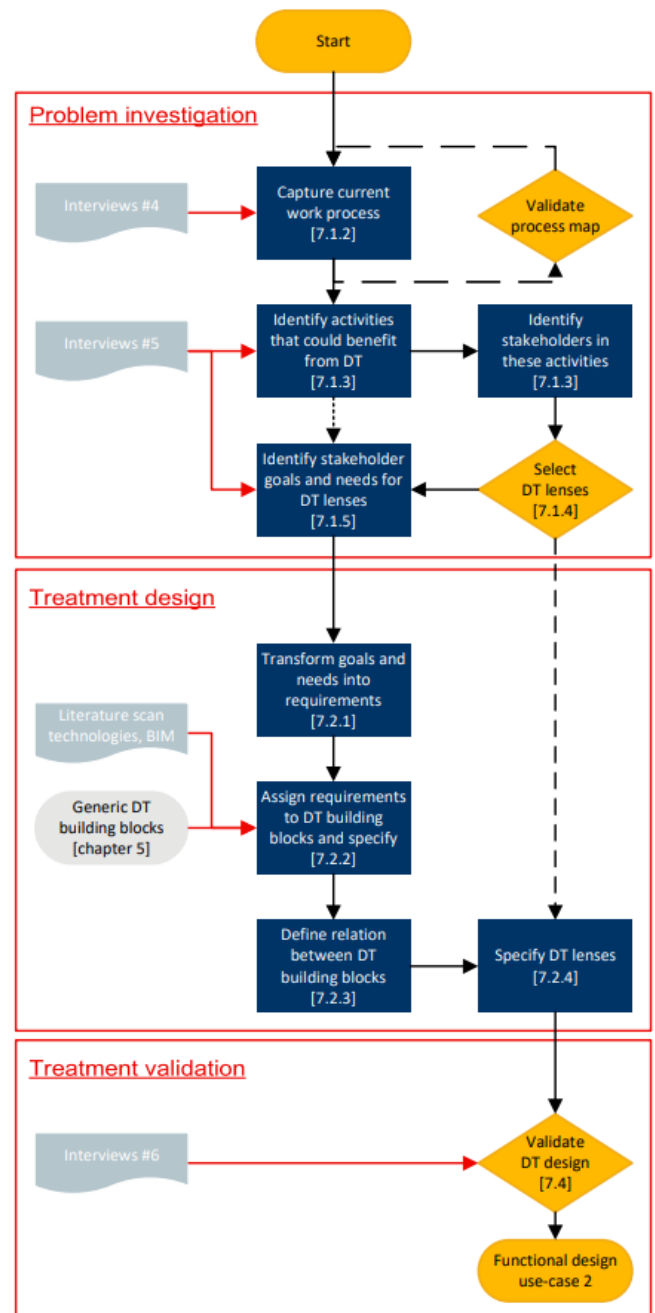 Start
Problem investigation
Interviews #4
Capture current
work process
[7.1.2]
Validate
process map
Interviews #5
Identify activities
that could benefit
from DT
[7.1.3]
Identify
stakeholders in
these activities
[7.1.3]
Identify stakeholder
goals and needs for
DT lenses
[7.1.5]
Select
DT lenses
[7.1.4]
Treatment design
Transform goals and
needs into
requirements
[7.2.1]
Literature scan
technologies, BIM
Generic DT
building blocks
[chapter 5]
Assign requirements
to DT building
blocks and specify
[7.2.2]
Define relation
between DT
building blocks
[7.2.3]
Specify DT lenses
[7.2.4]
Treatment validation
Interviews #6
Validate
DT design
[7.4]
Functional design
use-case 2